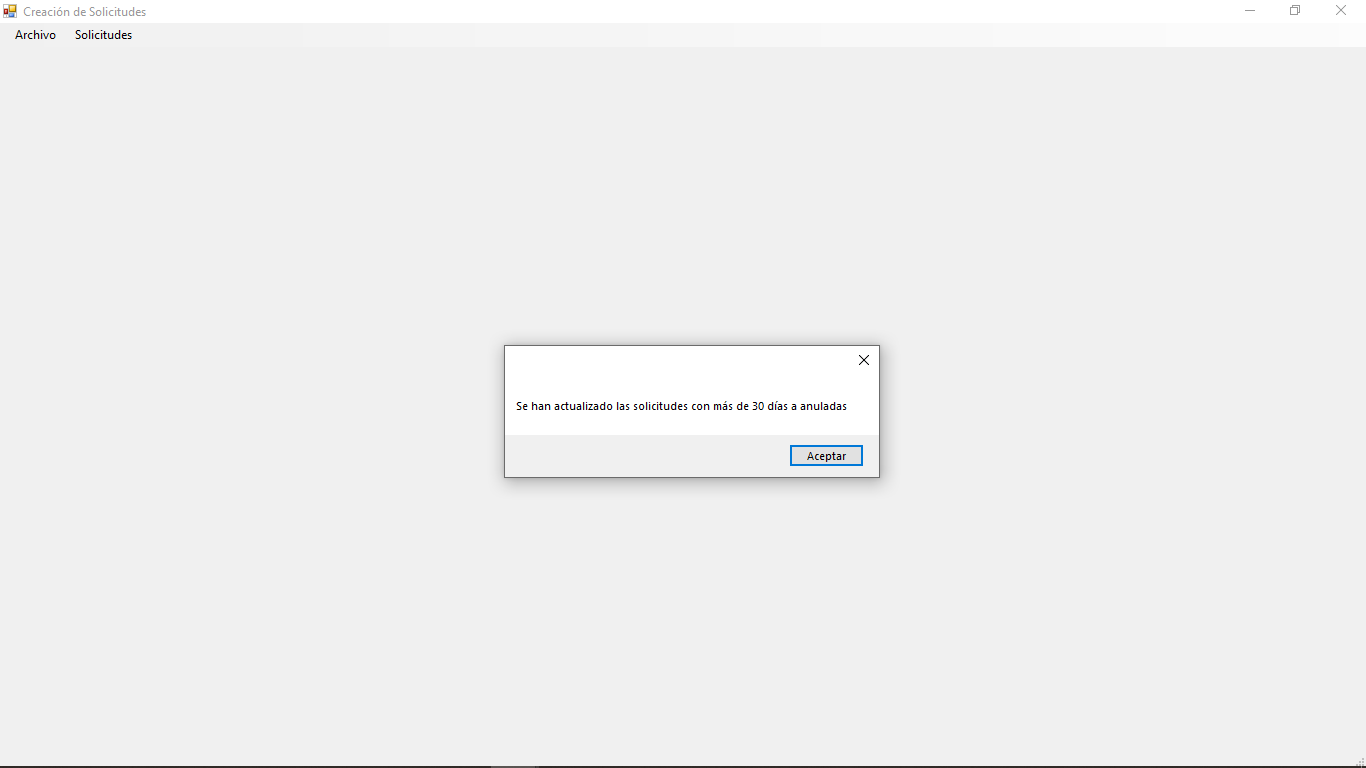 Creación de Solicitudes
Archivo Solicitudes
Se han actualizado las solicitudes con más de 30 días a anuladas
Aceptar